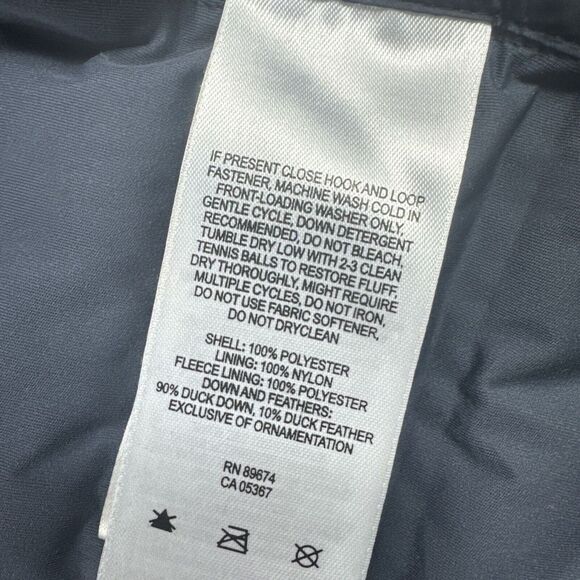 IF PRESENT CLOSE HOOK AND LOOP
FASTENER, MACHINE WASH COLD IN
FRONT-LOADING WASHER ONLY,
GENTLE CYCLE, DOWN DETERGENT
RECOMMENDED, DO NOT BLEACH,
TUMBLE DRY LOW WITH 2-3 CLEAN
TENNIS BALLS TO RESTORE FLUFF,
DRY THOROUGHLY, MIGHT REQUIRE
MULTIPLE CYCLES, DO NOT IRON,
DO NOT USE FABRIC SOFTENER,
DO NOT DRYCLEAN
SHELL: 100% POLYESTER
LINING: 100% NYLON
FLEECE LINING: 100% POLYESTER
DOWN AND FEATHERS:
90% DUCK DOWN, 10% DUCK FEATHER
EXCLUSIVE OF ORNAMENTATION
RN 89674
CA 05367